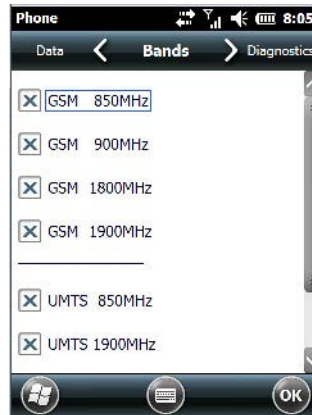 Phone 8:05
Data Bands Diagnostics
GSM 850MHz
GSM 900MHz
GSM 1800MHz
GSM 1900MHz
UMTS 850MHz
UMTS 1900MHz
OK